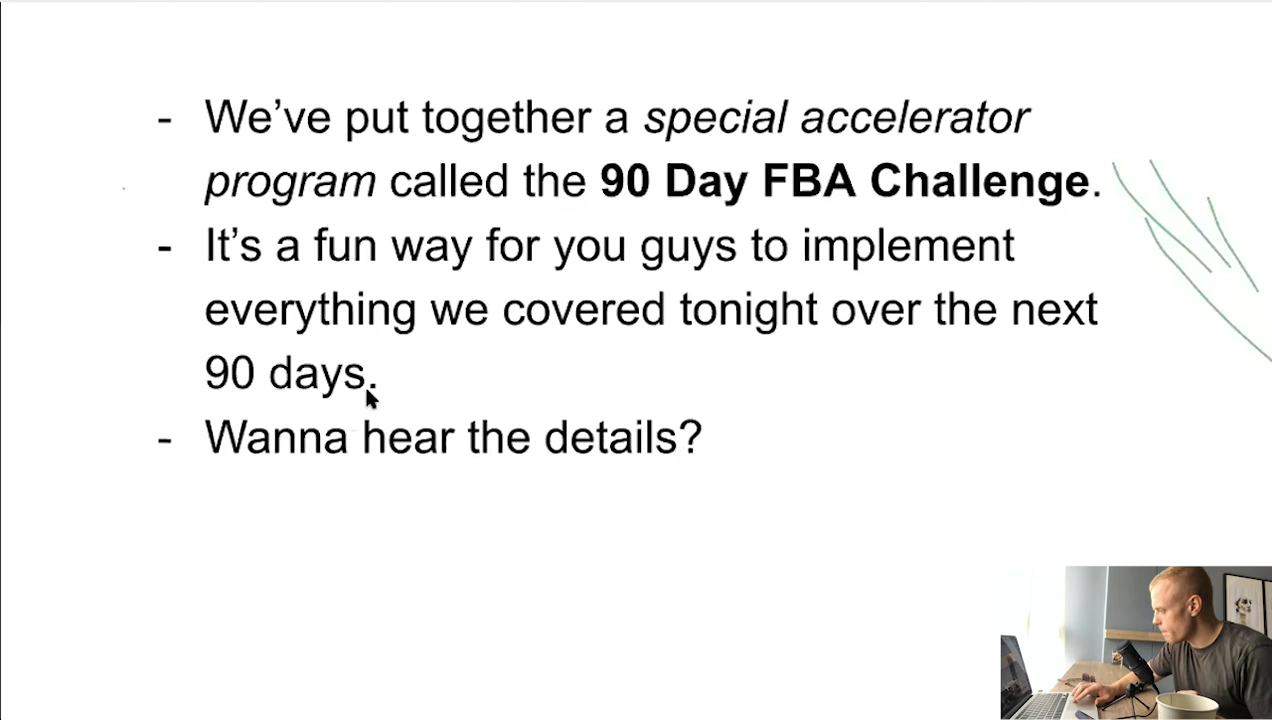 - We've put together a special accelerator
program called the 90 Day FBA Challenge.
- It's a fun way for you guys to implement
everything we covered tonight over the next
90 days.
- Wanna hear the details?